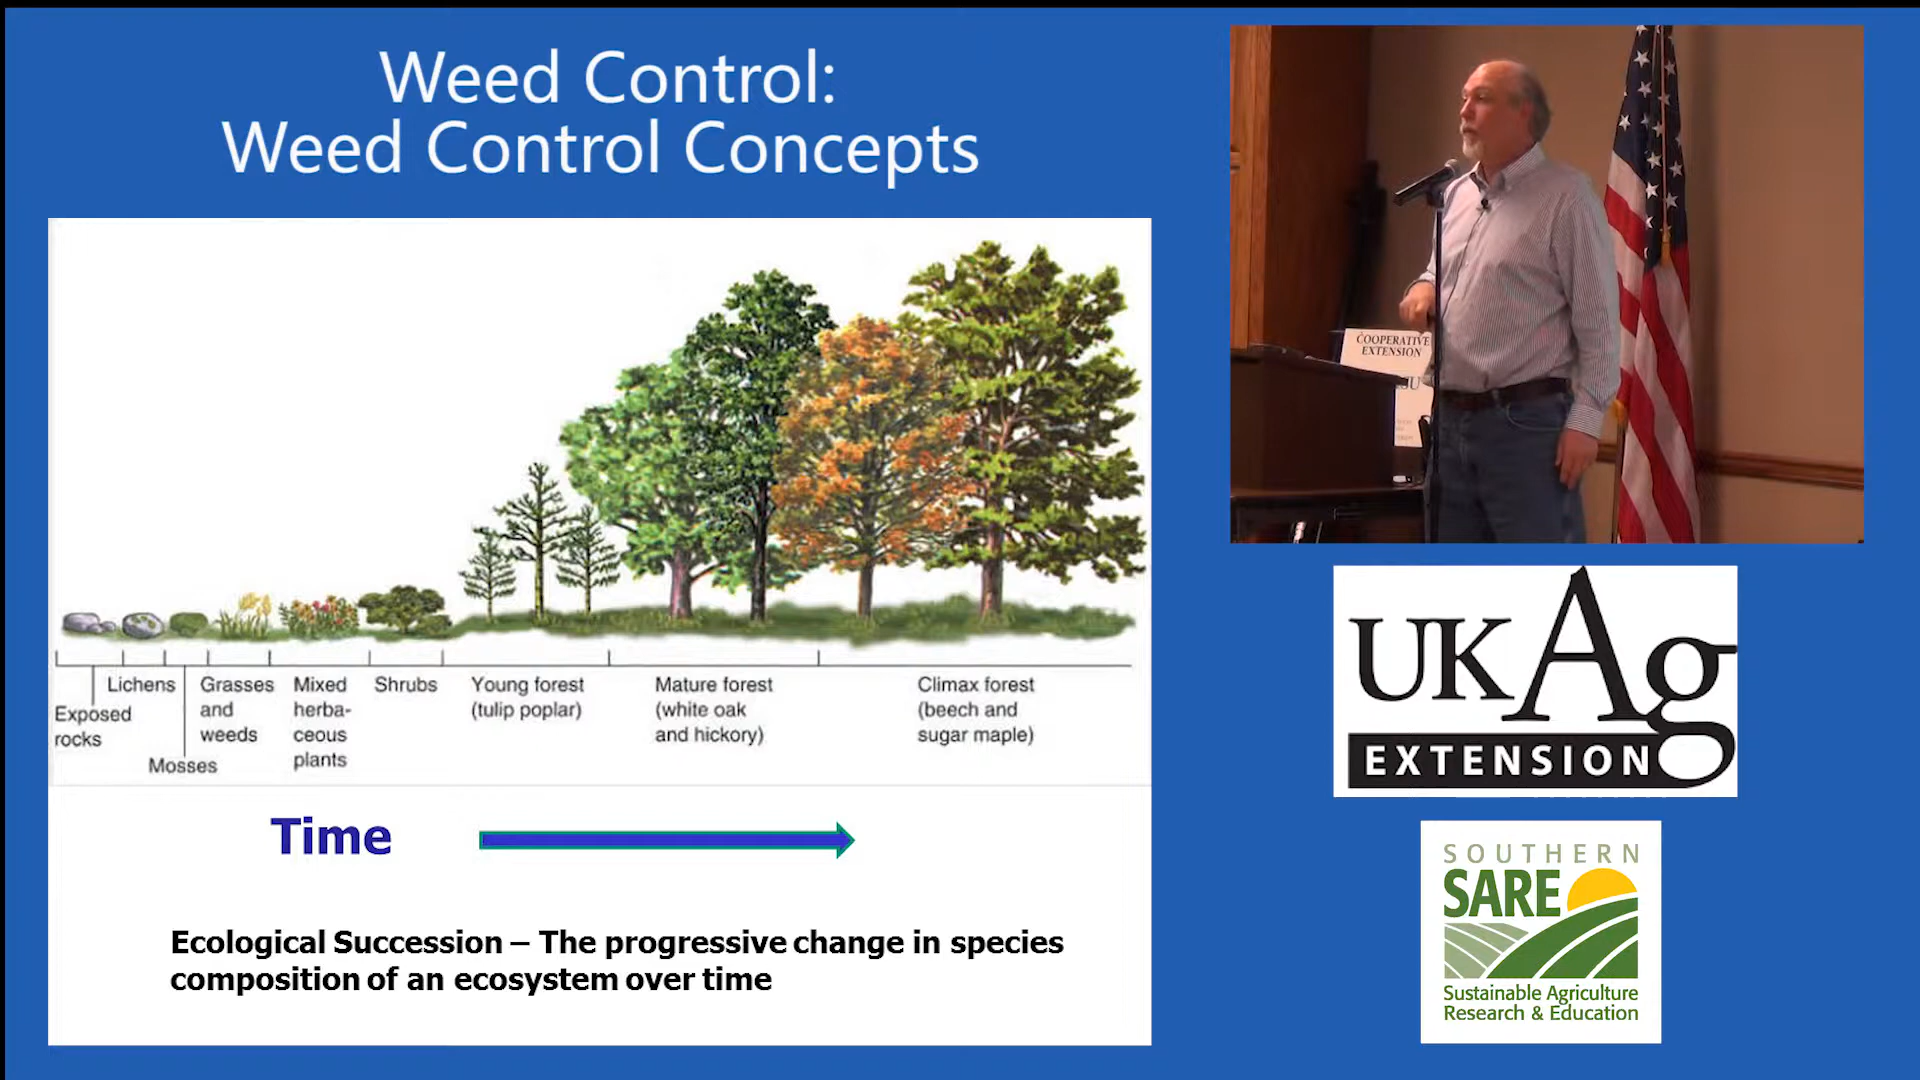 Weed Control:
Weed Control Concepts
COOPERATIVE
EXTENSION
Lichens
Grasses
and
weeds
Mixed
herba-
ceous
plants
Shrubs
Young forest
(tulip poplar)
Mature forest
(white oak
and hickory)
Climax forest
(beech and
sugar maple)
Exposed
rocks
Mosses
Time
Ecological Succession – The progressive change in species
composition of an ecosystem over time
UKAg
EXTENSION
SOUTHERN
SARE
Sustainable Agriculture
Research & Education